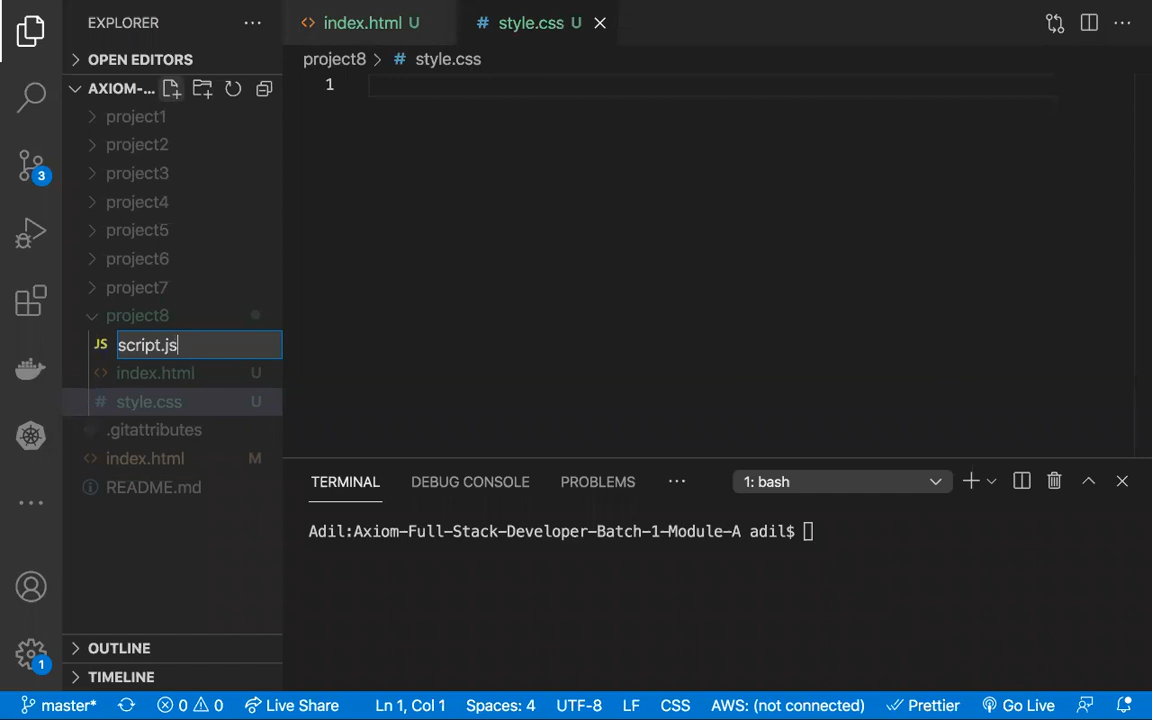 EXPLORER ...
index.html U
style.css U
OPEN EDITORS
project8 > # style.css
AXIOM-...
1
project1
project2
project3
3
project4
project5
project6
project7
project8
JS script.js
index.html U
# style.css U
.gitattributes
index.html M
README.md
TERMINAL DEBUG CONSOLE PROBLEMS ... 1: bash
Adil:Axiom-Full-Stack-Developer-Batch-1-Module-A adil$
OUTLINE
1
TIMELINE
master* 0 0 Live Share Ln 1, Col 1 Spaces: 4 UTF-8 LF CSS AWS: (not connected) Prettier Go Live